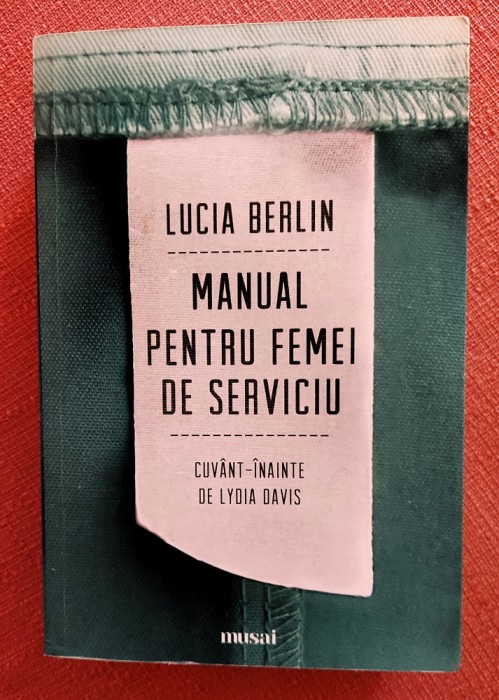 LUCIA BERLIN
MANUAL
PENTRU FEMEI
DE SERVICIU
CUVÂNT-ÎNAINTE
DE LYDIA DAVIS
musai